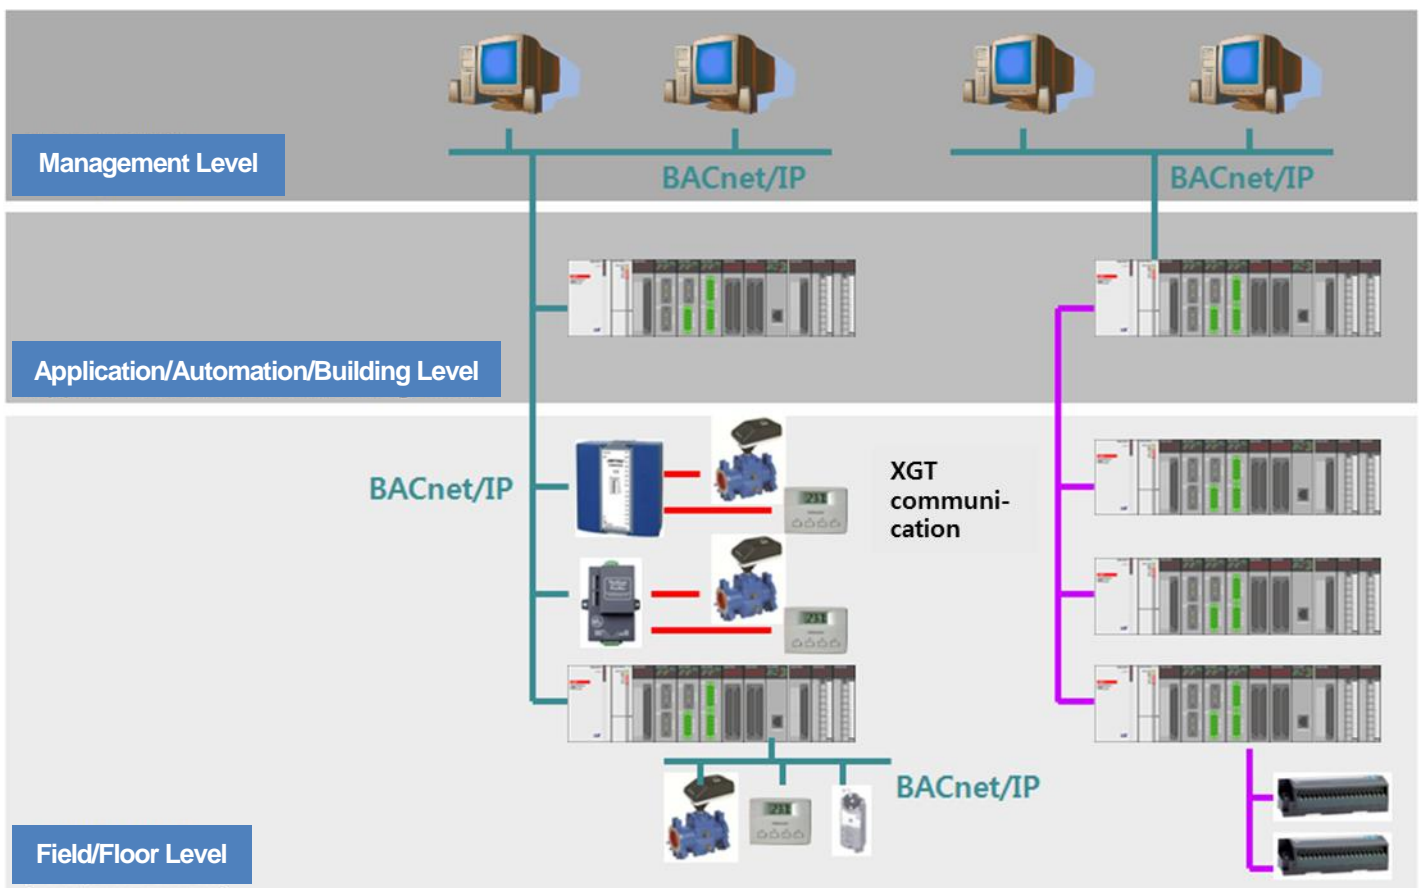 Management Level
BACnet/IP
BACnet/IP
Application/Automation/Building Level
BACnet/IP
XGT
communi-
cation
BACnet/IP
Field/Floor Level